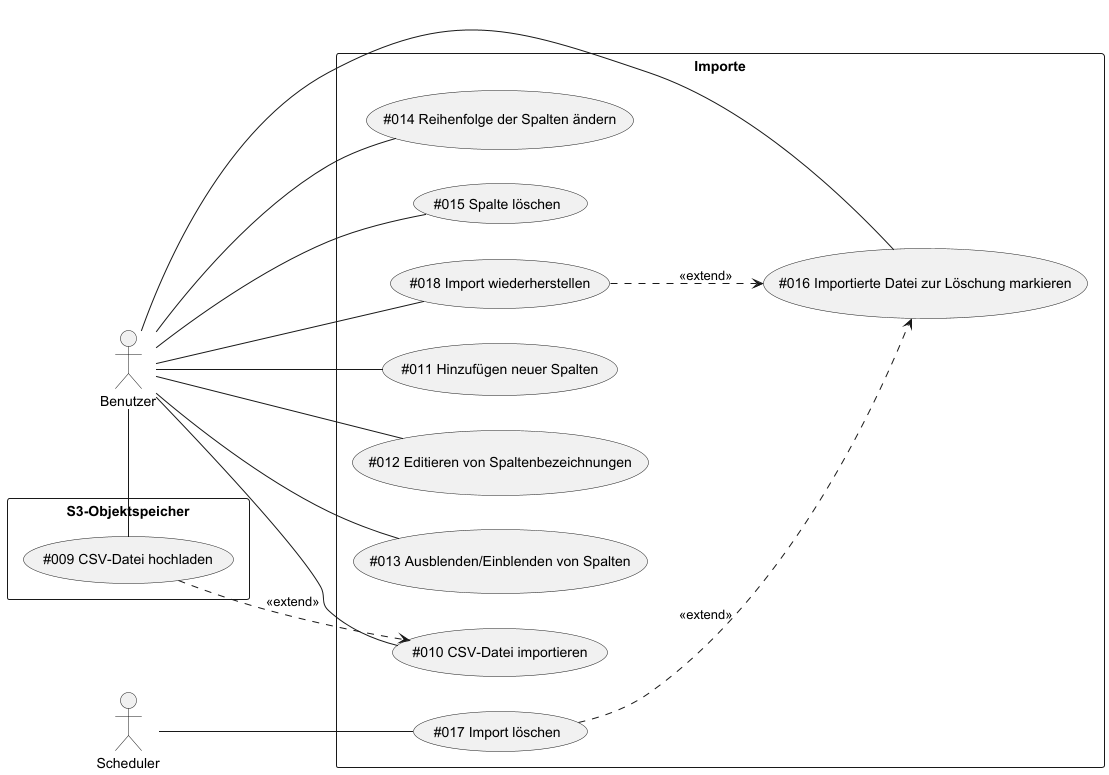 Importe
#014 Reihenfolge der Spalten ändern
#015 Spalte löschen
#018 Import wiederherstellen
«extend»
#016 Importierte Datei zur Löschung markieren
#011 Hinzufügen neuer Spalten
Benutzer
#012 Editieren von Spaltenbezeichnungen
S3-Objektspeicher
#009 CSV-Datei hochladen
#013 Ausblenden/Einblenden von Spalten
«extend»
«extend»
#010 CSV-Datei importieren
#017 Import löschen
Scheduler